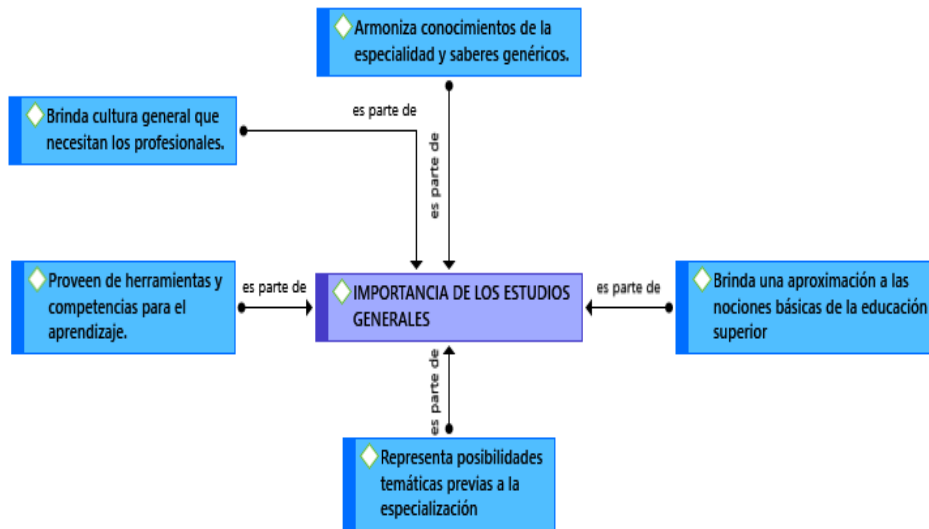 Armoniza conocimientos de la
especialidad y saberes genéricos.
es parte de
Brinda cultura general que
necesitan los profesionales.
es parte de
Proveen de herramientas y
competencias para el
aprendizaje.
es parte de
IMPORTANCIA DE LOS ESTUDIOS
GENERALES
es parte de
Brinda una aproximación a las
nociones básicas de la educación
superior
es parte de
Representa posibilidades
temáticas previas a la
especialización